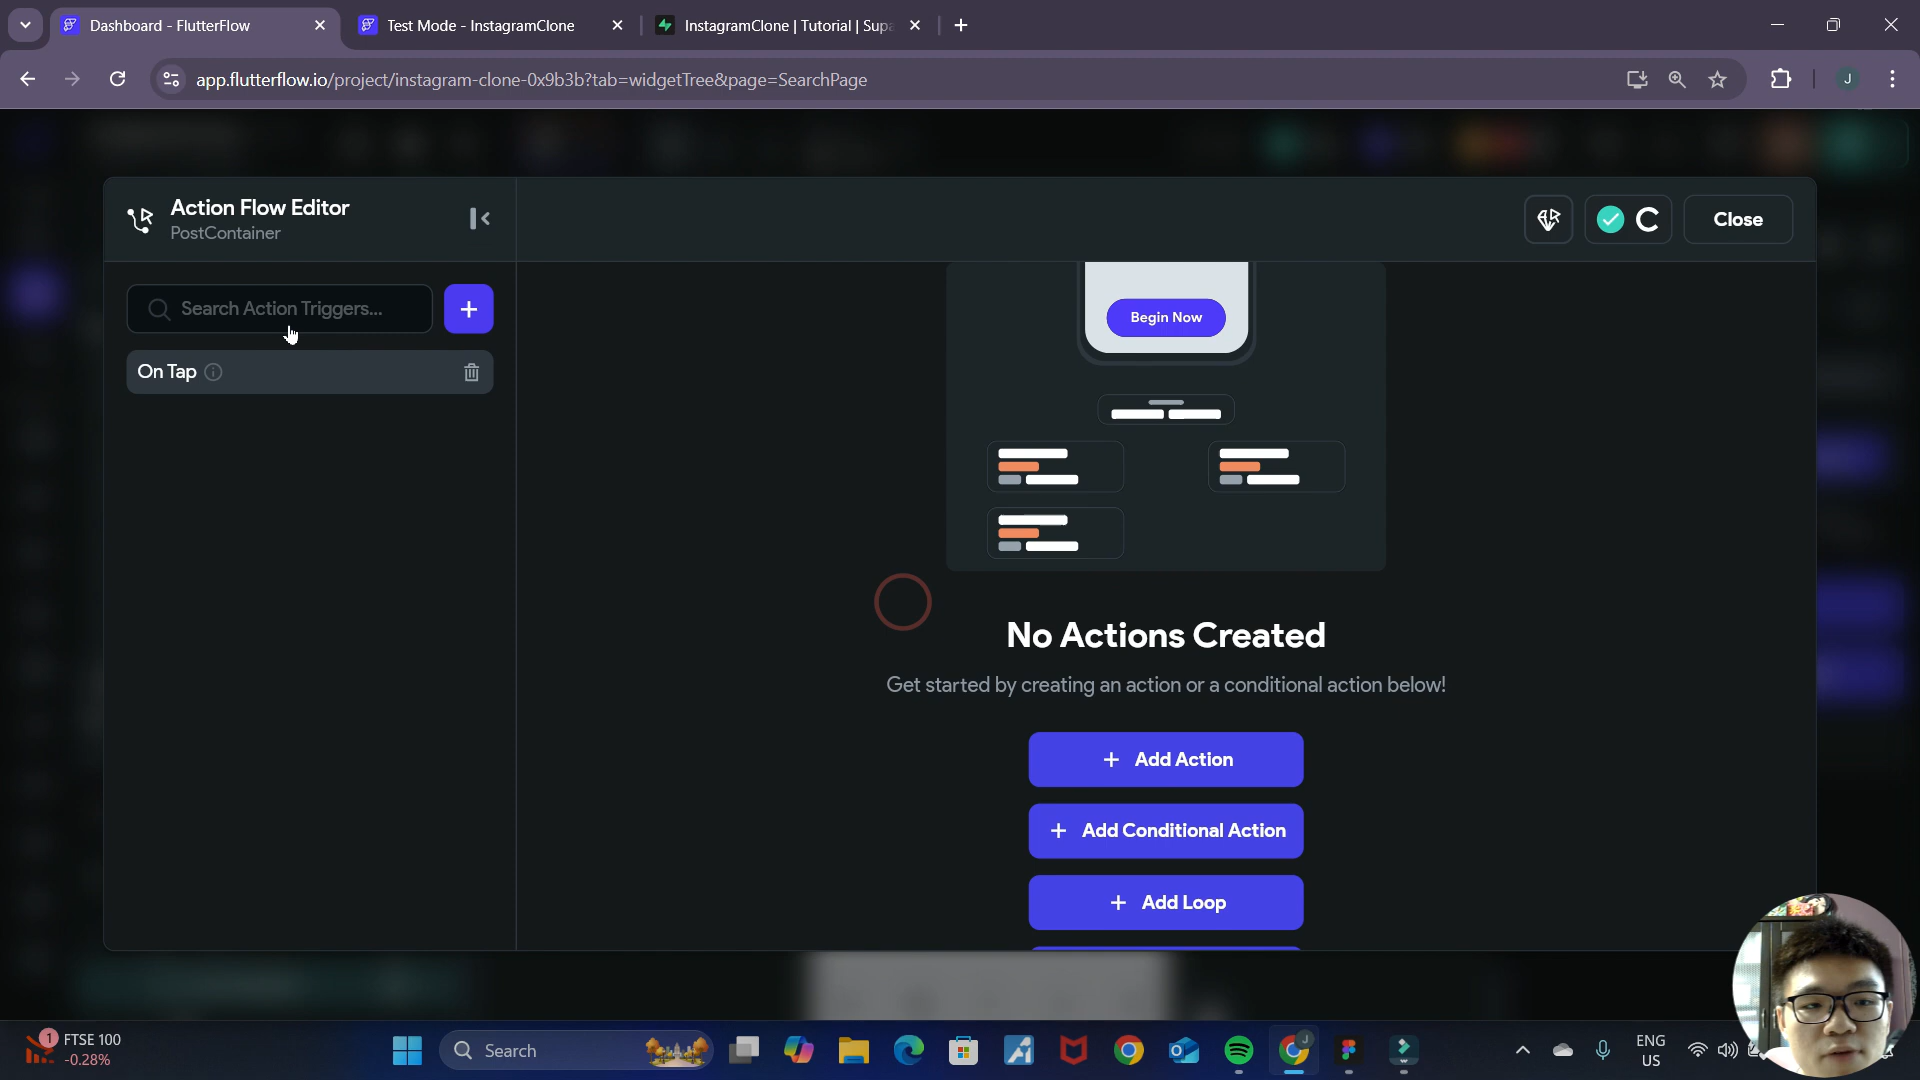 Dashboard - FlutterFlow
Test Mode - InstagramClone
InstagramClone | Tutorial | Supa
app.flutterflow.io/project/instagram-clone-0x9b3b?tab=widgetTree&page=SearchPage
J
Action Flow Editor
PostContainer
Close
Search Action Triggers...
On Tap
Begin Now
No Actions Created
Get started by creating an action or a conditional action below!
+ Add Action
+ Add Conditional Action
+ Add Loop
1
FTSE 100
-0.28%
Search
J
ENG
US